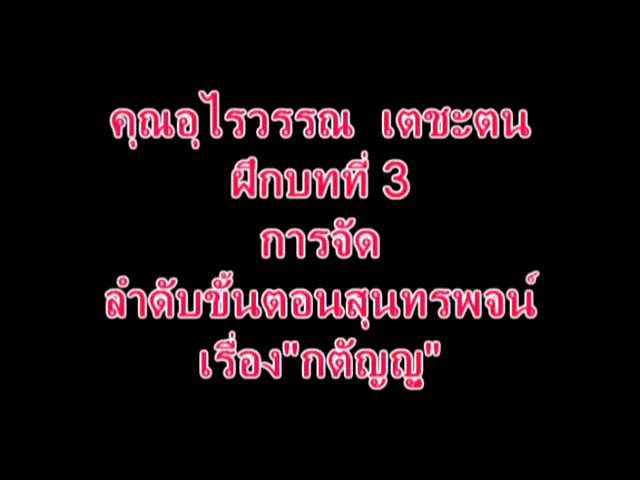 คุณอุไรวรรณ เตชะตน
ฝึกบทที่ 3
การจัด
ลำดับขั้นตอนสุนทรพจน์
เรื่อง"กตัญญู"